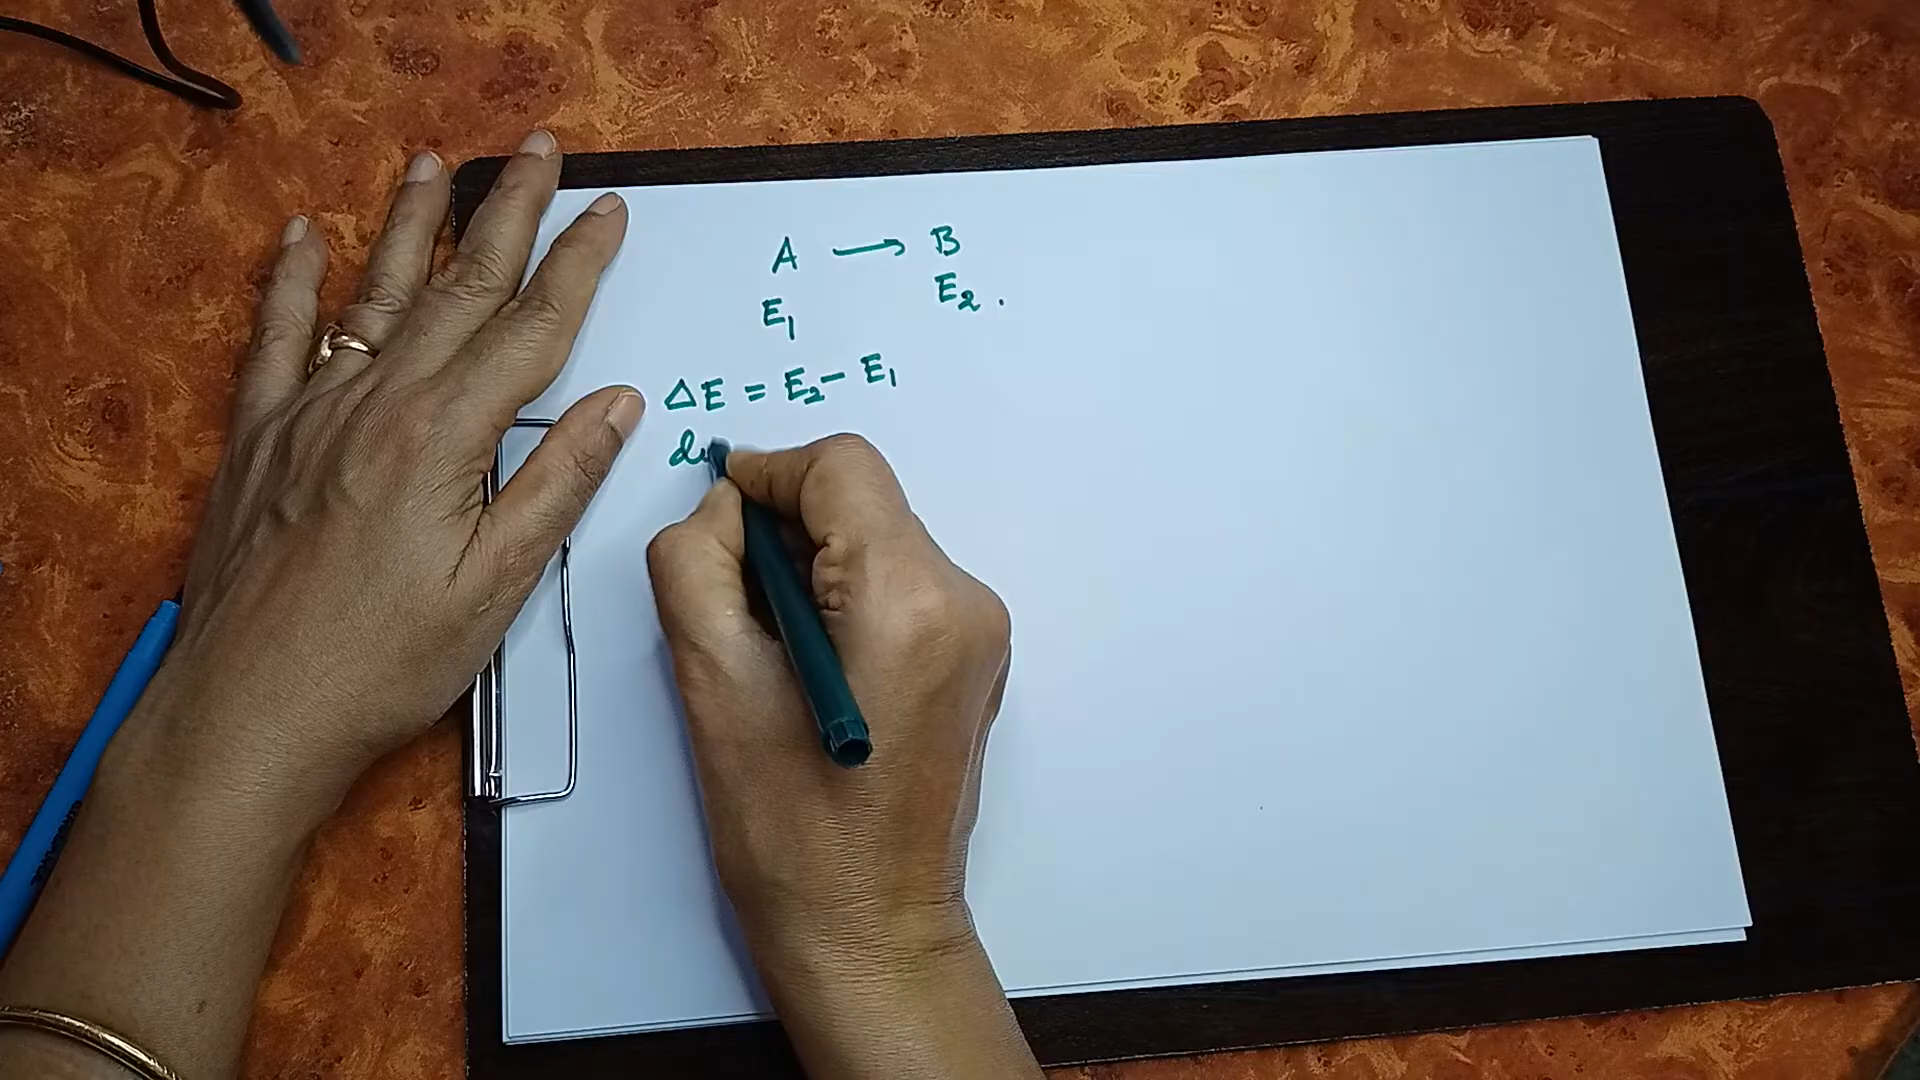 A → B
E₁ E₂ .
ΔE = E₂ – E₁